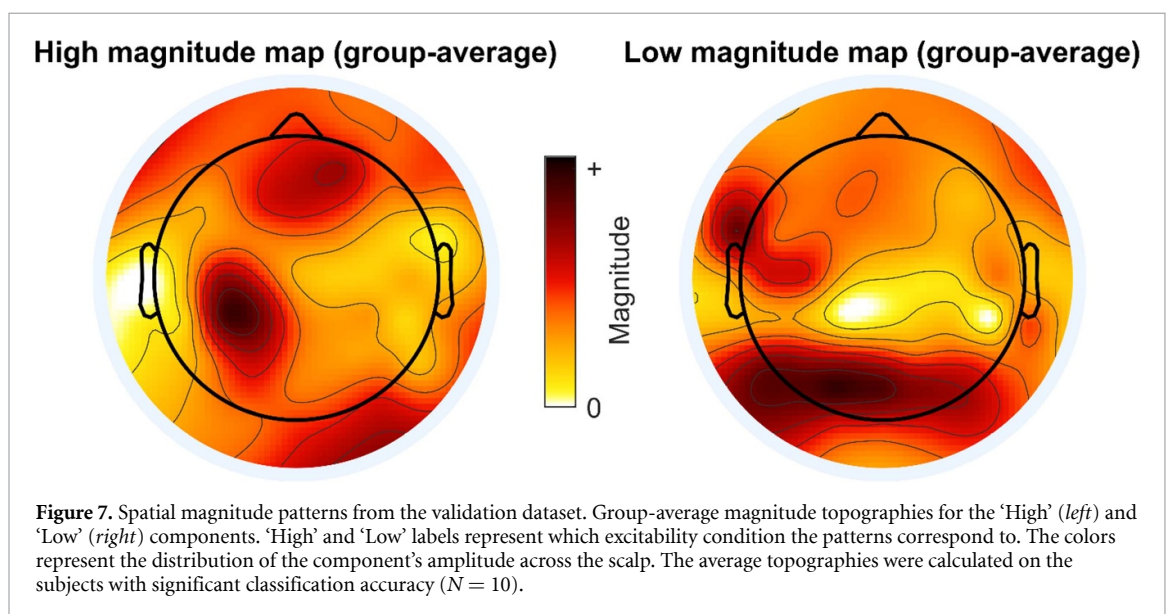 High magnitude map (group-average)
Low magnitude map (group-average)
+
Magnitude
0
Figure 7. Spatial magnitude patterns from the validation dataset. Group-average magnitude topographies for the ‘High’ (left) and
‘Low’ (right) components. ‘High’ and ‘Low’ labels represent which excitability condition the patterns correspond to. The colors
represent the distribution of the component’s amplitude across the scalp. The average topographies were calculated on the
subjects with significant classification accuracy (N = 10).